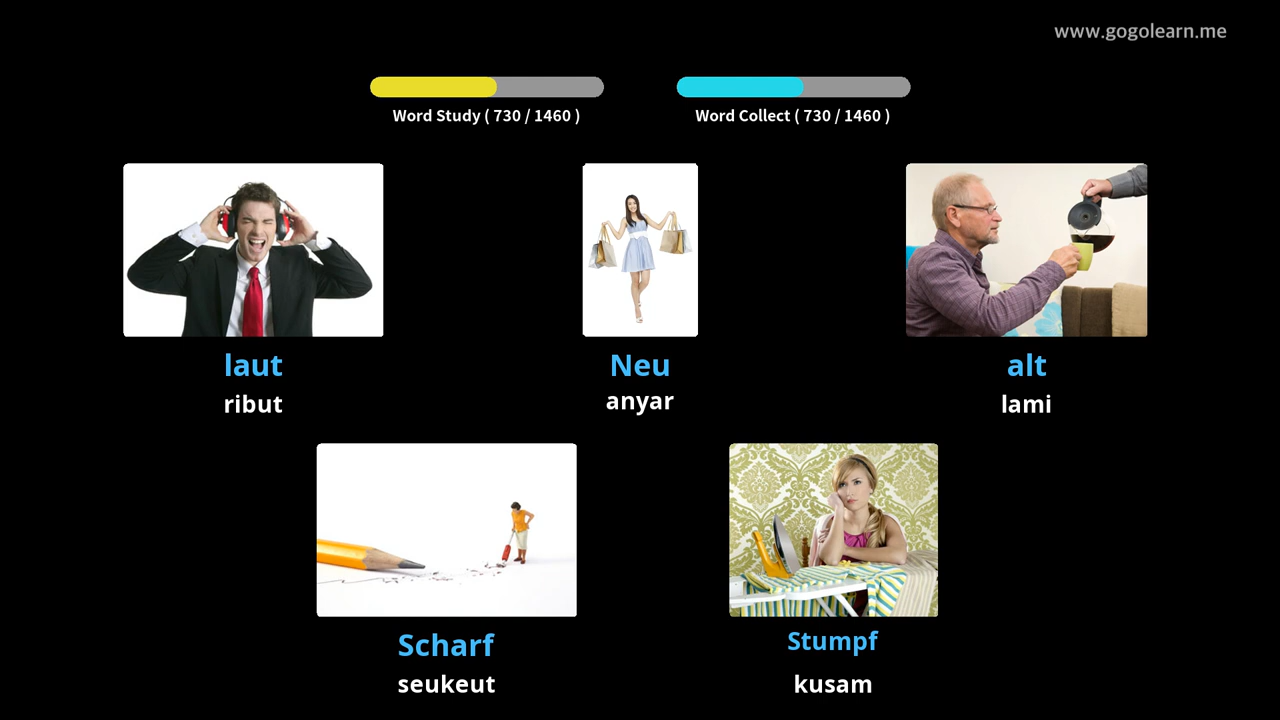 www.gogolearn.me
Word Study ( 730 / 1460 )
Word Collect ( 730 / 1460 )
laut
ribut
Neu
anyar
alt
lami
Scharf
seukeut
Stumpf
kusam